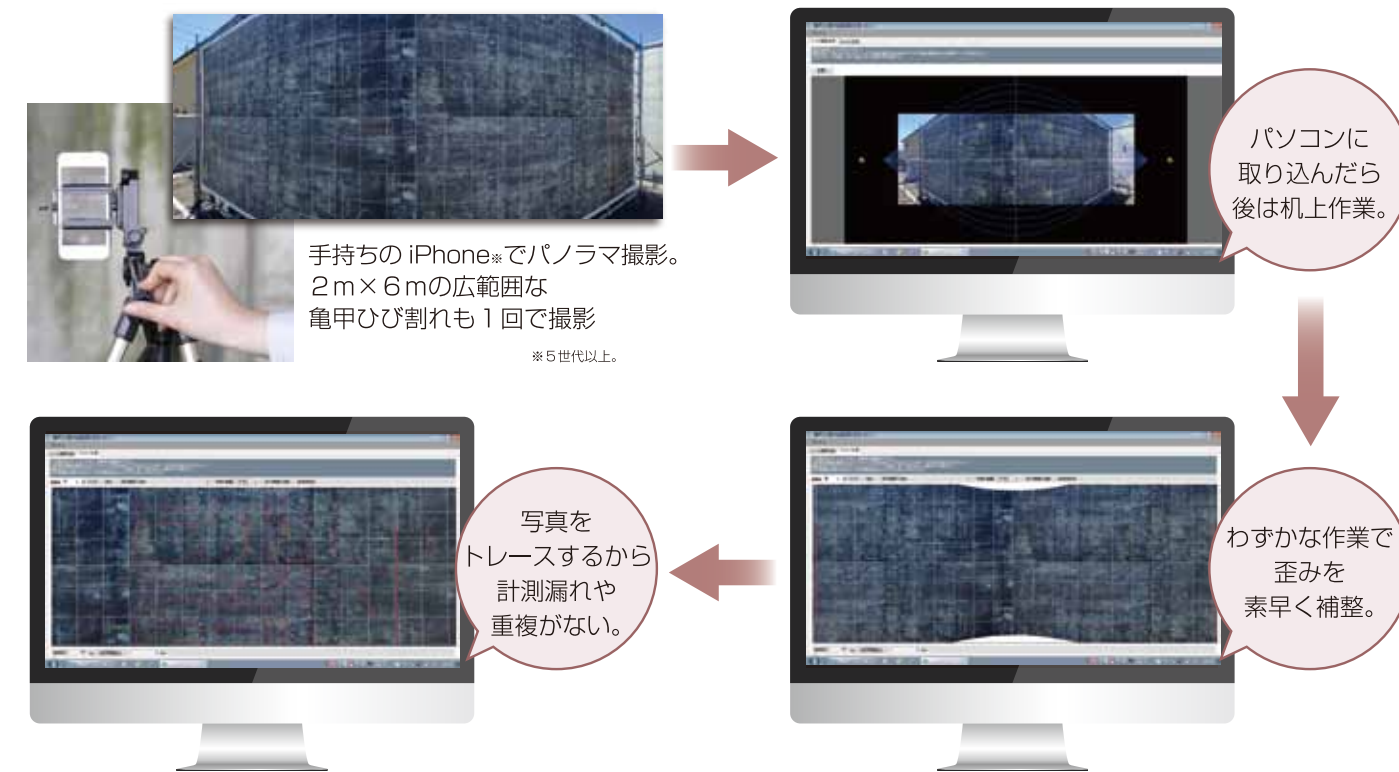 手持ちの iPhone※でパノラマ撮影。
２ｍ×６ｍの広範囲な
亀甲ひび割れも１回で撮影
※５世代以上。
パソコンに
取り込んだら
後は机上作業。
わずかな作業で
歪みを
素早く補整。
写真を
トレースするから
計測漏れや
重複がない。